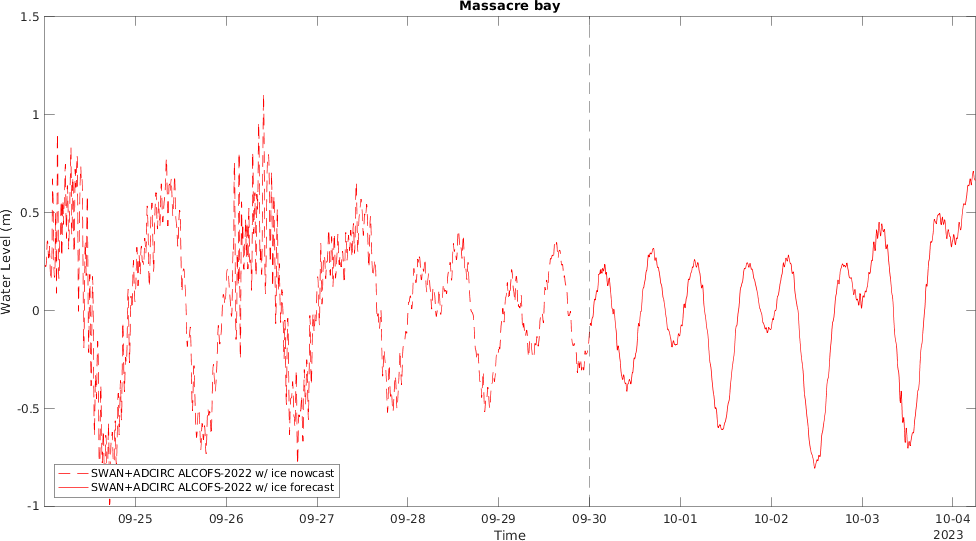 Massacre bay
1.5
1
0.5
0
-0.5
-1
Water Level (m)
SWAN+ADCIRC ALCOFS-2022 w/ ice nowcast
SWAN+ADCIRC ALCOFS-2022 w/ ice forecast
09-25 09-26 09-27 09-28 09-29 09-30 10-01 10-02 10-03 10-04
Time
2023